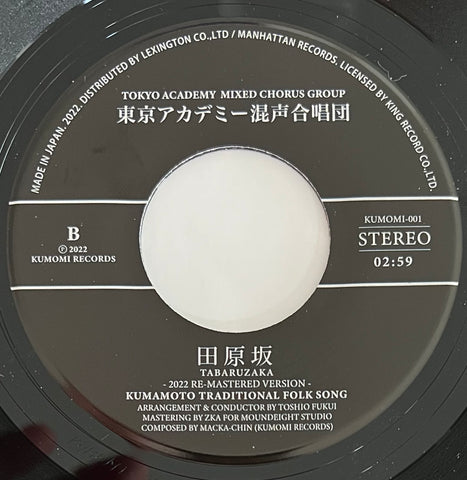 MADE IN JAPAN. 2022. DISTRIBUTED BY LEXINGTON CO.,LTD / MANHATTAN RECORDS. LICENSED BY KING RECORD CO.,LTD.
TOKYO ACADEMY MIXED CHORUS GROUP
東京アカデミー混声合唱団
B
Ⓟ 2022
KUMOMI RECORDS
KUMOMI-001
STEREO
02:59
田原坂
TABARUZAKA
- 2022 RE-MASTERED VERSION -
KUMAMOTO TRADITIONAL FOLK SONG
ARRANGEMENT & CONDUCTOR BY TOSHIO FUKUI
MASTERING BY ZKA FOR MOUNDEIGHT STUDIO
COMPOSED BY MACKA-CHIN (KUMOMI RECORDS)